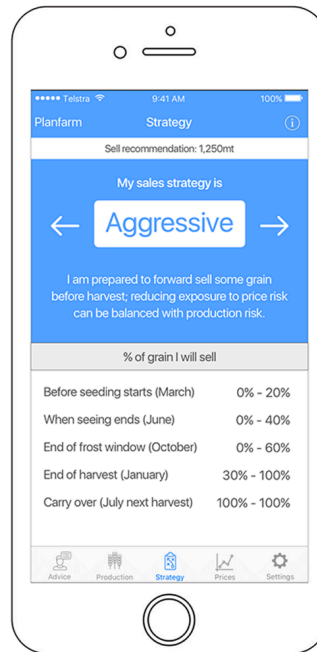 Telstra 9:41 AM 100%
Planfarm Strategy
Sell recommendation: 1,250mt
My sales strategy is
Aggressive
I am prepared to forward sell some grain
before harvest; reducing exposure to price risk
can be balanced with production risk.
% of grain I will sell
Before seeding starts (March) 0% - 20%
When seeing ends (June) 0% - 40%
End of frost window (October) 0% - 60%
End of harvest (January) 30% - 100%
Carry over (July next harvest) 100% - 100%
Advice Production Strategy Prices Settings